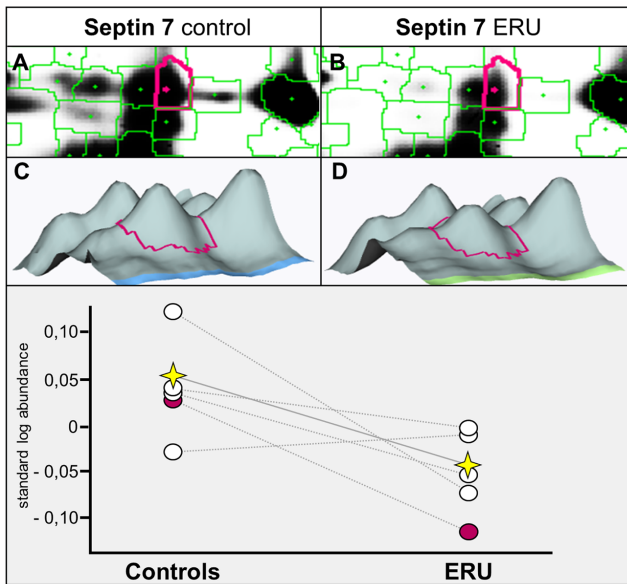 Septin 7 control
Septin 7 ERU
A
B
C
D
standard log abundance
0,10
0,05
0
- 0,05
- 0,10
Controls
ERU